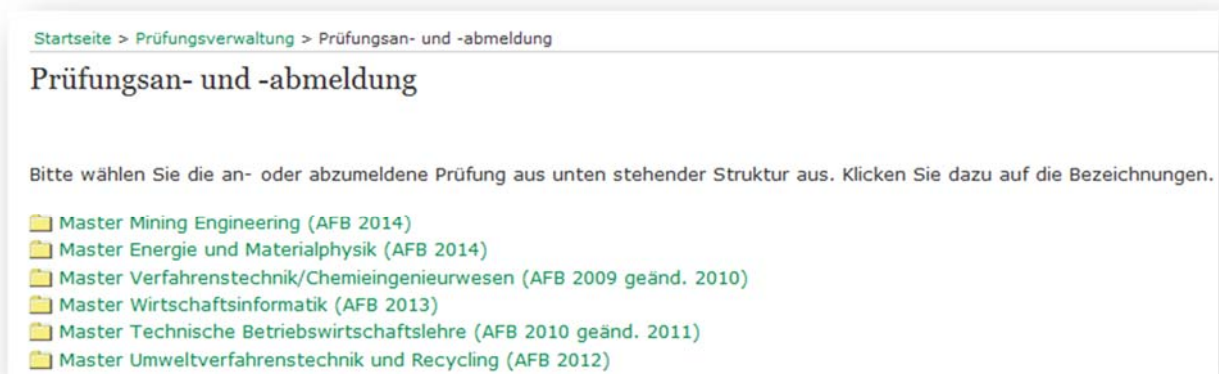 Startseite > Prüfungsverwaltung > Prüfungsan- und -abmeldung
Prüfungsan- und -abmeldung
Bitte wählen Sie die an- oder abzumeldene Prüfung aus unten stehender Struktur aus. Klicken Sie dazu auf die Bezeichnungen.
Master Mining Engineering (AFB 2014)
Master Energie und Materialphysik (AFB 2014)
Master Verfahrenstechnik/Chemieingenieurwesen (AFB 2009 geänd. 2010)
Master Wirtschaftsinformatik (AFB 2013)
Master Technische Betriebswirtschaftslehre (AFB 2010 geänd. 2011)
Master Umweltverfahrenstechnik und Recycling (AFB 2012)